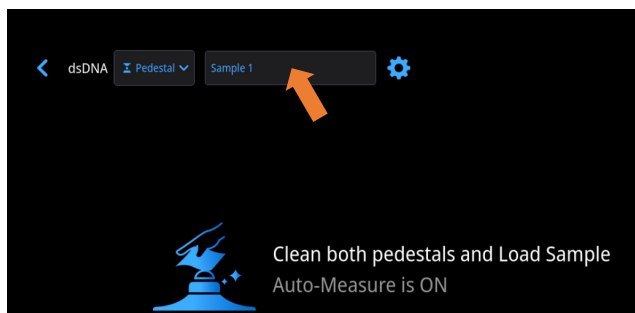 dsDNA Pedestal Sample 1
Clean both pedestals and Load Sample
Auto-Measure is ON